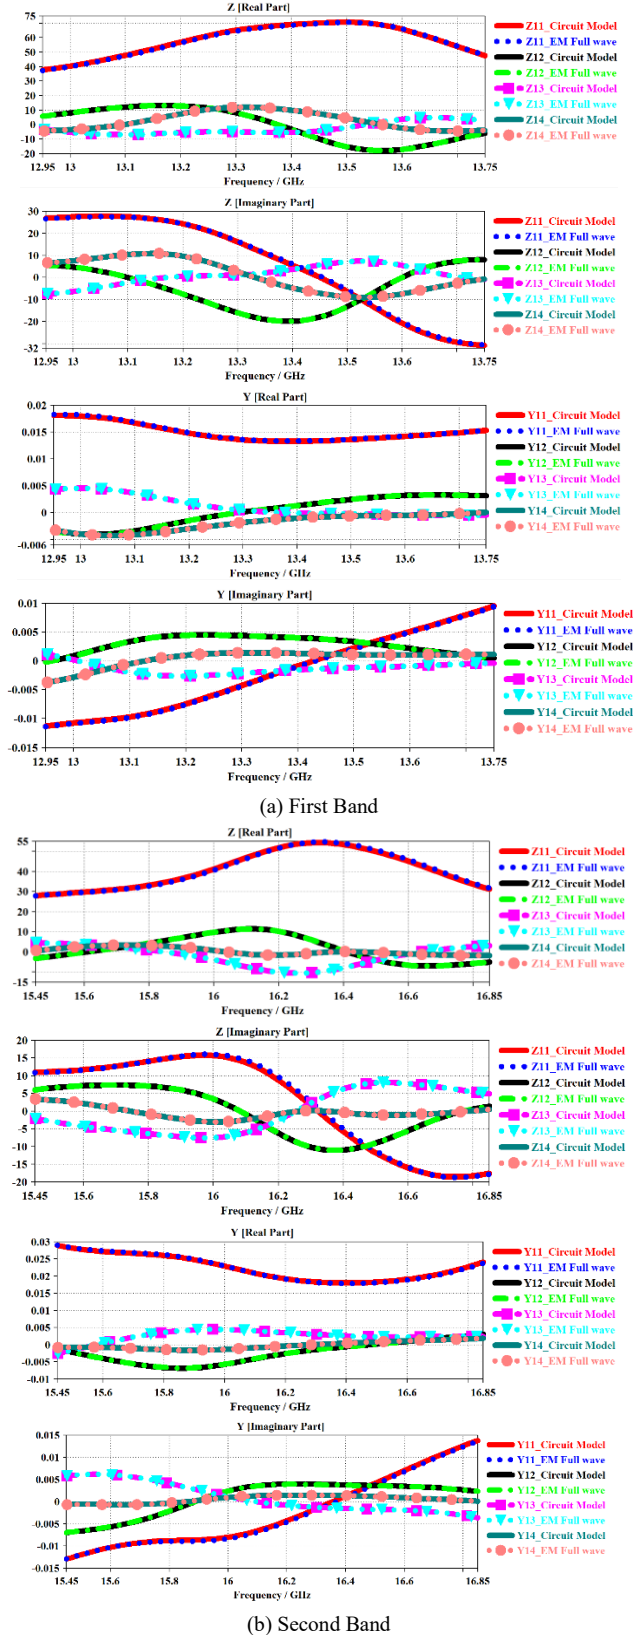 Z [Real Part]
75
70
60
50
40
30
20
10
0
-10
-20
12.95 13 13.1 13.2 13.3 13.4 13.5 13.6 13.75
Frequency / GHz
Z11_Circuit Model
Z11_EM Full wave
Z12_Circuit Model
Z12_EM Full wave
Z13_Circuit Model
Z13_EM Full wave
Z14_Circuit Model
Z14_EM Full wave
Z [Imaginary Part]
30
20
10
0
-10
-20
-32
12.95 13 13.1 13.2 13.3 13.4 13.5 13.6 13.75
Frequency / GHz
Z11_Circuit Model
Z11_EM Full wave
Z12_Circuit Model
Z12_EM Full wave
Z13_Circuit Model
Z13_EM Full wave
Z14_Circuit Model
Z14_EM Full wave
Y [Real Part]
0.02
0.015
0.005
0
-0.006
12.95 13.1 13.2 13.3 13.4 13.5 13.6 13.75
Frequency / GHz
Y11_Circuit Model
Y11_EM Full wave
Y12_Circuit Model
Y12_EM Full wave
Y13_Circuit Model
Y13_EM Full wave
Y14_Circuit Model
Y14_EM Full wave
Y [Imaginary Part]
0.01
0.005
0
-0.005
-0.01
-0.015
12.95 13 13.1 13.2 13.3 13.4 13.5 13.6 13.75
Frequency / GHz
Y11_Circuit Model
Y11_EM Full wave
Y12_Circuit Model
Y12_EM Full wave
Y13_Circuit Model
Y13_EM Full wave
Y14_Circuit Model
Y14_EM Full wave
(a) First Band
Z [Real Part]
55
40
30
20
10
0
-15
15.45 15.6 15.8 16 16.2 16.4 16.6 16.85
Frequency / GHz
Z11_Circuit Model
Z11_EM Full wave
Z12_Circuit Model
Z12_EM Full wave
Z13_Circuit Model
Z13_EM Full wave
Z14_Circuit Model
Z14_EM Full wave
Z [Imaginary Part]
20
15
10
5
0
-5
-10
-15
-20
15.45 15.6 15.8 16 16.2 16.4 16.6 16.85
Frequency / GHz
Z11_Circuit Model
Z11_EM Full wave
Z12_Circuit Model
Z12_EM Full wave
Z13_Circuit Model
Z13_EM Full wave
Z14_Circuit Model
Z14_EM Full wave
Y [Real Part]
0.03
0.025
0.02
0.015
0.01
0.005
0
-0.005
-0.01
15.45 15.6 15.8 16 16.2 16.4 16.6 16.85
Frequency / GHz
Y11_Circuit Model
Y11_EM Full wave
Y12_Circuit Model
Y12_EM Full wave
Y13_Circuit Model
Y13_EM Full wave
Y14_Circuit Model
Y14_EM Full wave
Y [Imaginary Part]
0.015
0.01
0.005
0
-0.005
-0.01
-0.015
15.45 15.6 15.8 16 16.2 16.4 16.6 16.85
Frequency / GHz
Y11_Circuit Model
Y11_EM Full wave
Y12_Circuit Model
Y12_EM Full wave
Y13_Circuit Model
Y13_EM Full wave
Y14_Circuit Model
Y14_EM Full wave
(b) Second Band